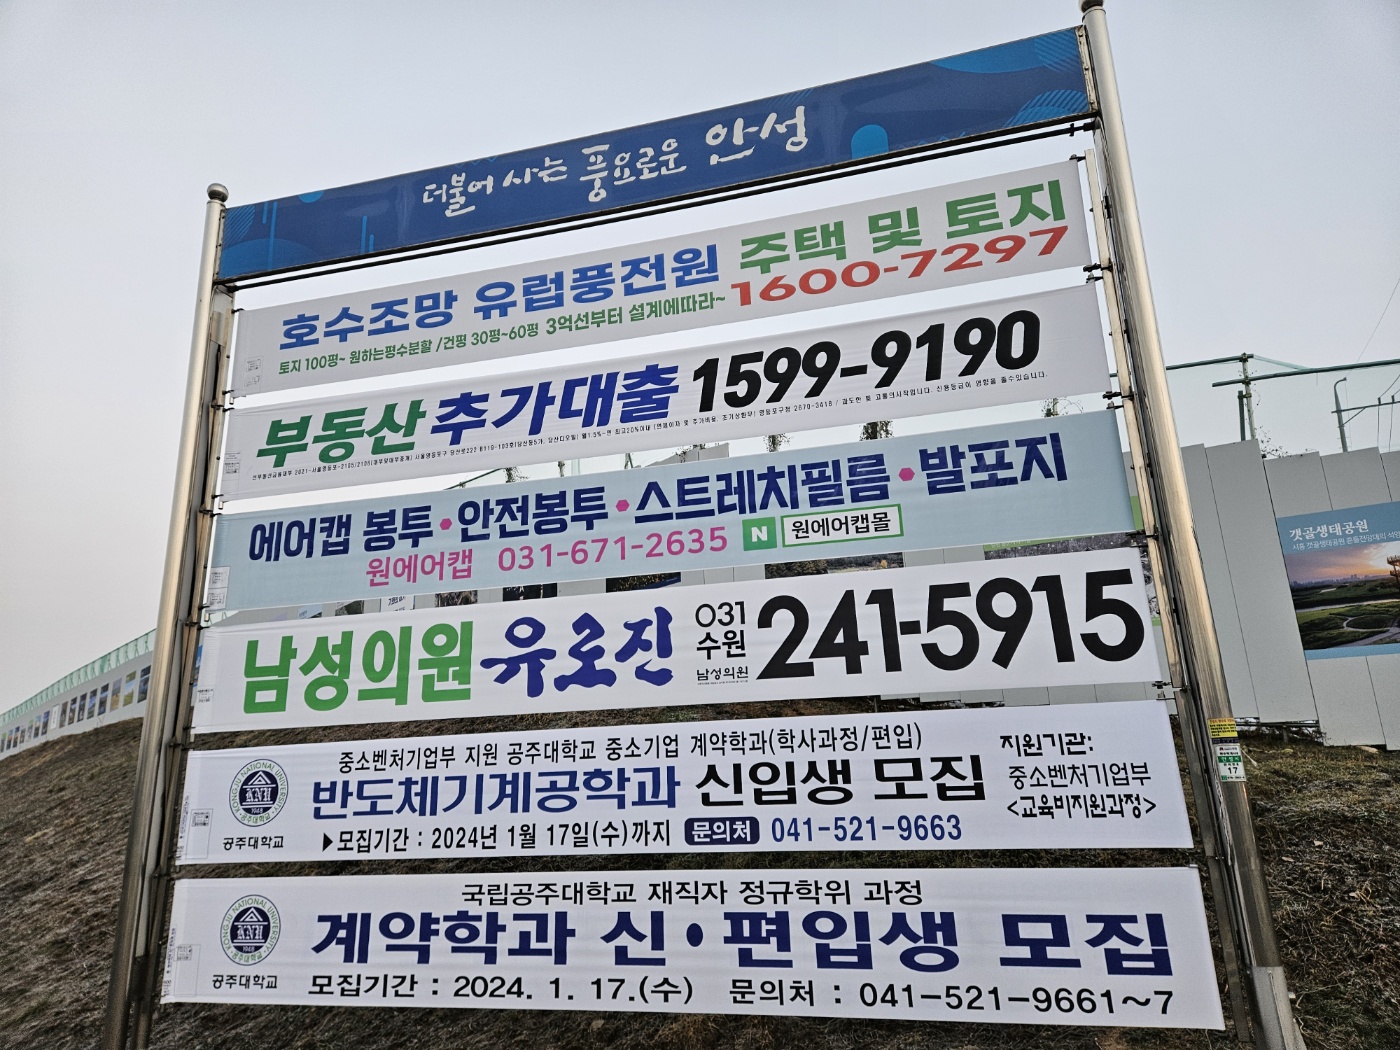 더불어 사는 풍요로운 안성
호수조망 유럽풍전원 주택 및 토지
토지 100평~ 원하는평수분할 /건평 30평~60평 3억선부터 설계에따라~ 1600-7297
부동산 추가대출 1599-9190
에어캡 봉투•안전봉투•스트레치필름•발포지
원에어캡 031-671-2635 N 원에어캡몰
남성의원 유로진 031 수원 남성의원 241-5915
중소벤처기업부 지원 공주대학교 중소기업 계약학과(학사과정/편입)
반도체기계공학과 신입생 모집
▶모집기간 : 2024년 1월 17일(수)까지 문의처 041-521-9663
지원기관:
중소벤처기업부
<교육비지원과정>
KONGJU NATIONAL UNIVERSITY
KNU
1948
공주대학교
국립공주대학교 재직자 정규학위 과정
계약학과 신•편입생 모집
모집기간 : 2024. 1. 17.(수) 문의처 : 041-521-9661~7
KONGJU NATIONAL UNIVERSITY
KNU
1948
공주대학교
갯골생태공원
17